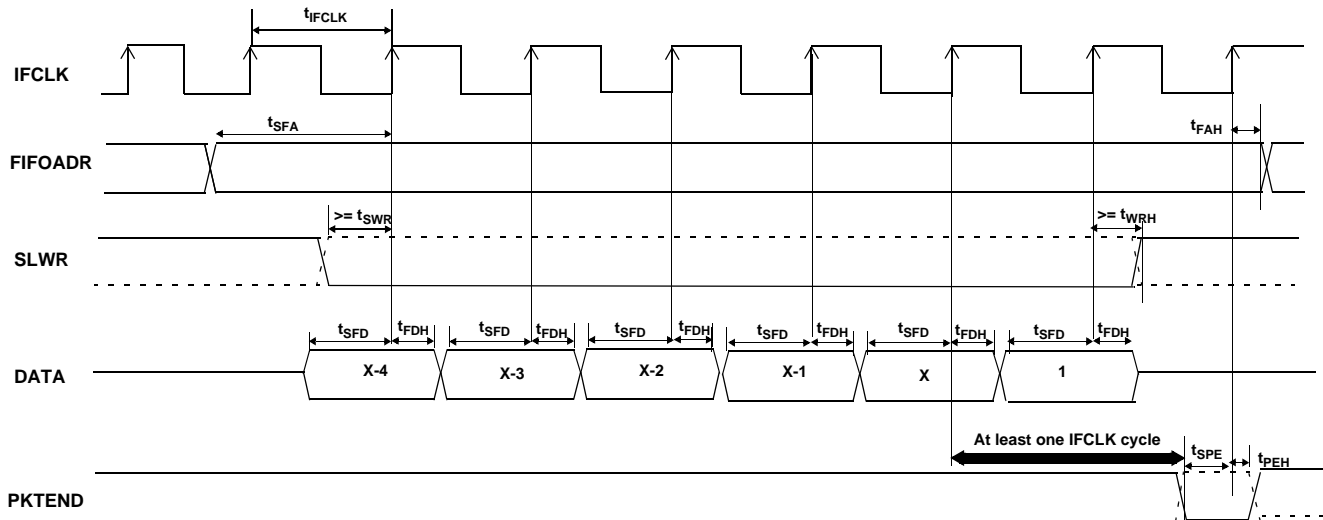 tIFCLK
IFCLK
tSFA
tFAH
FIFOADR
>= tSWR
>= tWRH
SLWR
tSFD tFDH tSFD tFDH tSFD tFDH tSFD tFDH tSFD tFDH tSFD tFDH
DATA X-4 X-3 X-2 X-1 X 1
At least one IFCLK cycle
tSPE tPEH
PKTEND